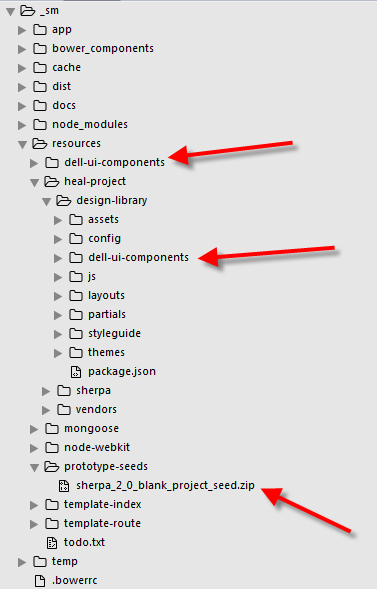 _sm
app
bower_components
cache
dist
docs
node_modules
resources
dell-ui-components
heal-project
design-library
assets
config
dell-ui-components
js
layouts
partials
styleguide
themes
package.json
sherpa
vendors
mongoose
node-webkit
prototype-seeds
sherpa_2_0_blank_project_seed.zip
template-index
template-route
todo.txt
temp
.bowerrc